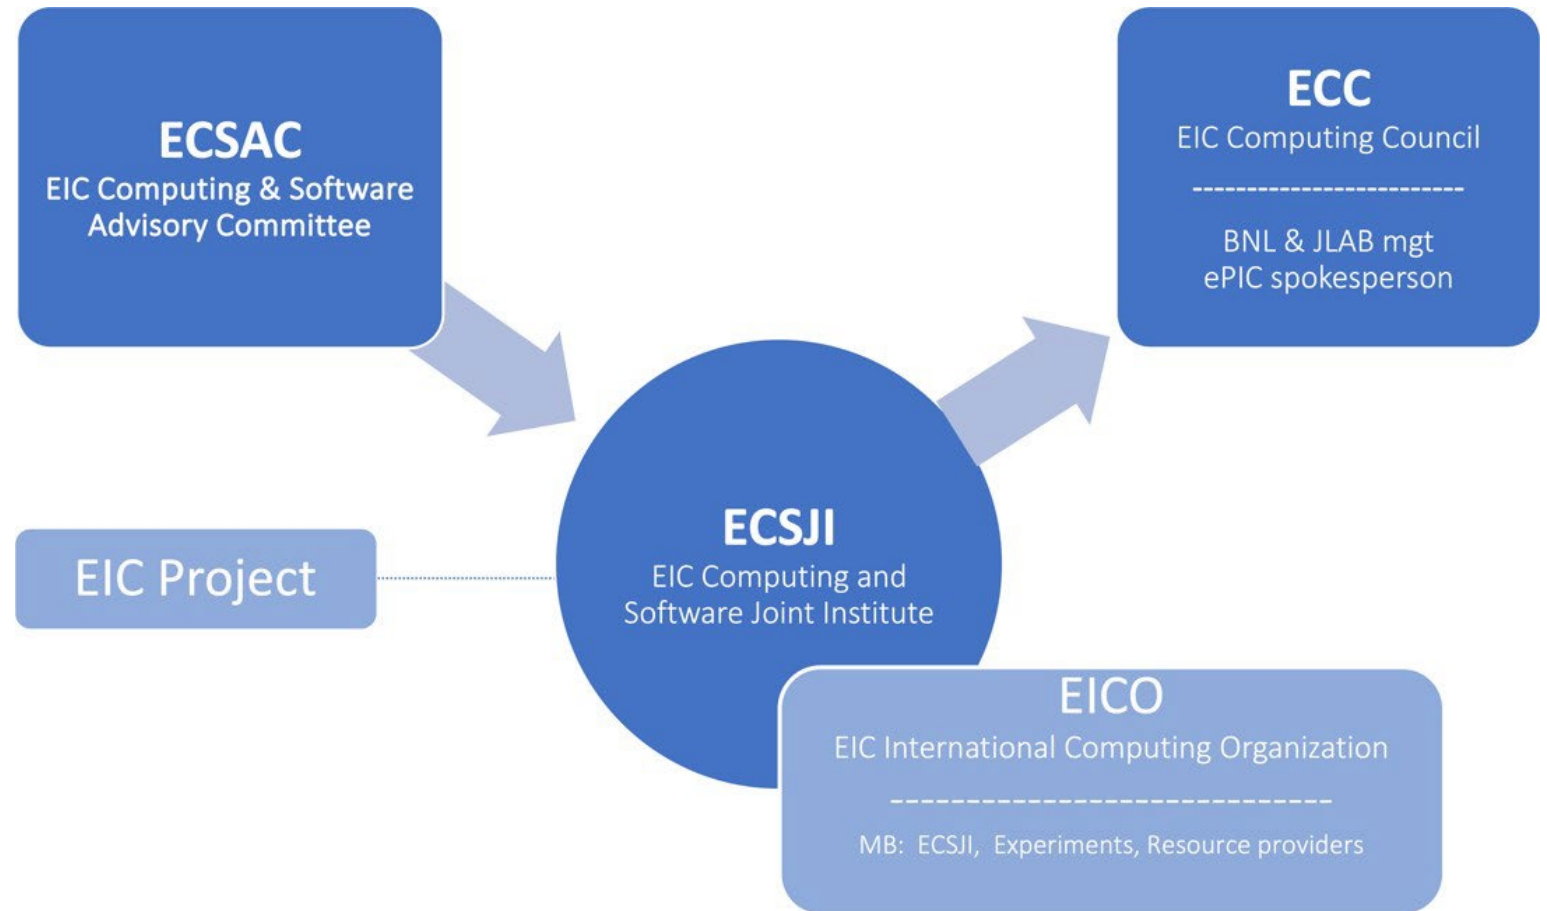 ECSAC
EIC Computing & Software
Advisory Committee
ECC
EIC Computing Council
--------------------------
BNL & JLAB mgt
ePIC spokesperson
EIC Project
ECSJI
EIC Computing and
Software Joint Institute
EICO
EIC International Computing Organization
------------------------------
MB:  ECSJI,  Experiments, Resource providers